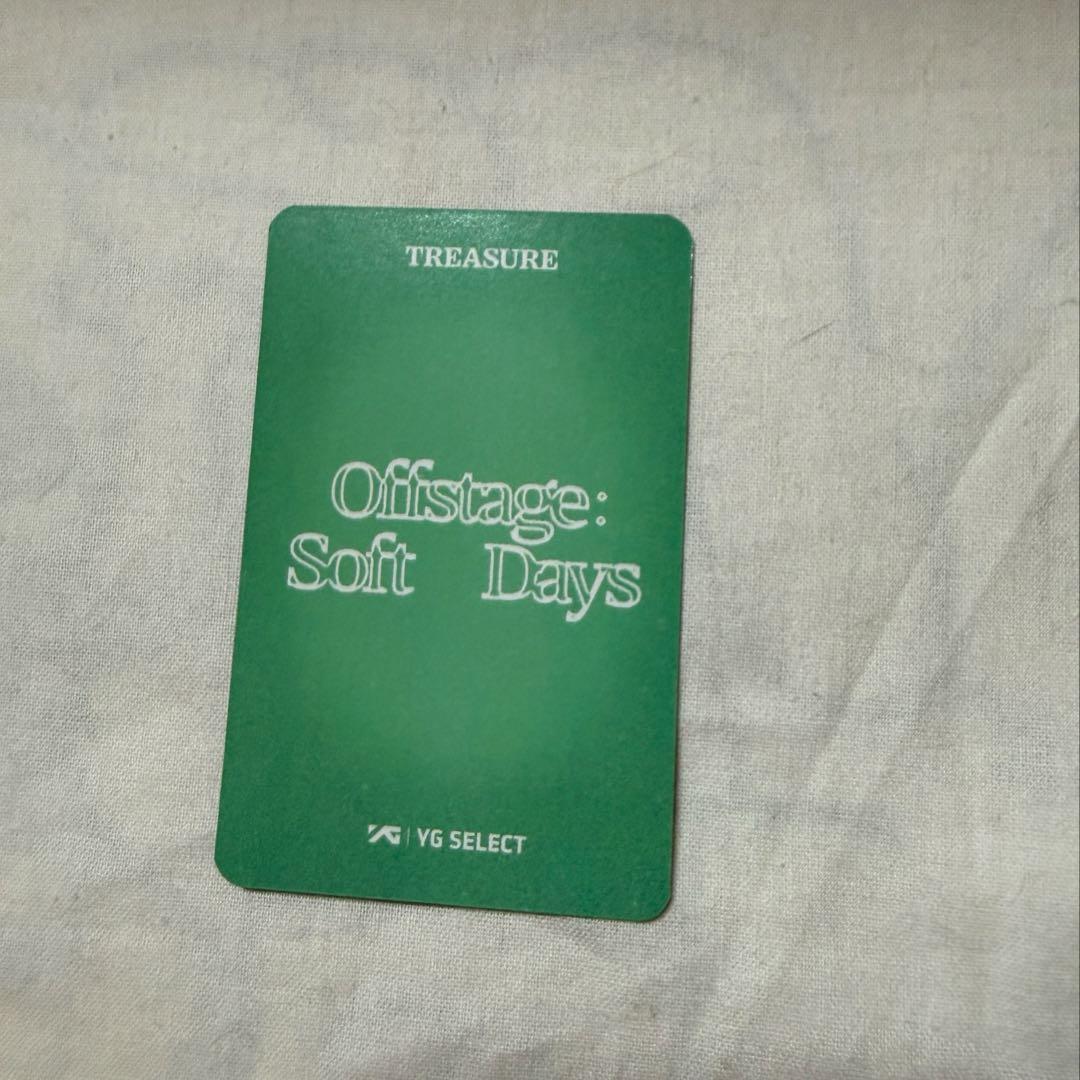 TREASURE
Offstage:
Soft Days
YG | YG SELECT